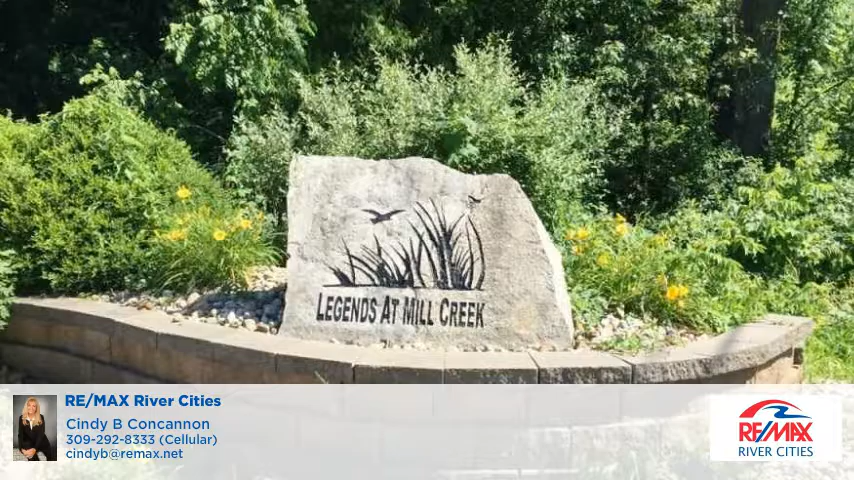 LEGENDS AT MILL CREEK
RE/MAX River Cities
Cindy B Concannon
309-292-8333 (Cellular)
cindyb@remax.net
RE/MAX
RIVER CITIES